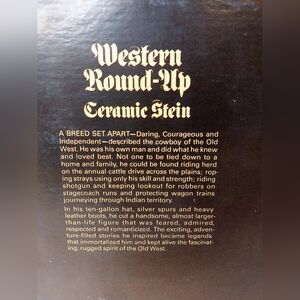 Western
Round-Up
Ceramic Stein
A BREED SET APART—Daring, Courageous and
Independent—described the cowboy of the Old
West. He was his own man and did what he knew
and loved best. Not one to be tied down to a
home and family, he could be found riding herd
on the annual cattle drive across the plains; rop-
ing strays using only his skill and strength; riding
shotgun and keeping lookout for robbers on
stagecoach runs and protecting wagon trains
journeying through Indian territory.
In his ten-gallon hat, silver spurs and heavy
leather boots, he cut a handsome, almost larger-
than-life figure that was feared, admired,
respected and romanticized. The exciting, adven-
ture-filled stories he inspired became legends
that immortalized him and kept alive the fascinat-
ing, rugged spirit of the Old West.